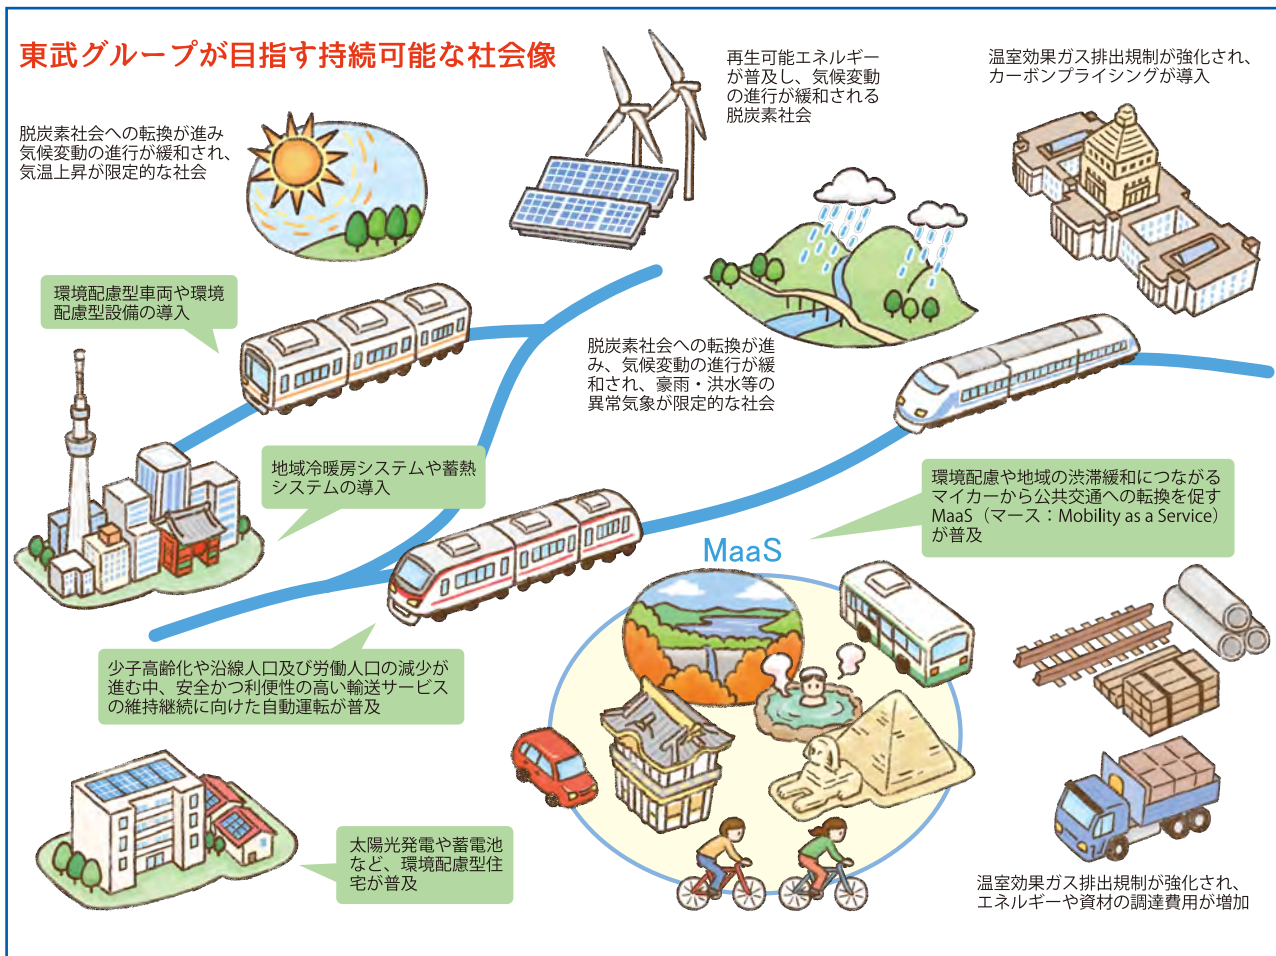 東武グループが目指す持続可能な社会像
脱炭素社会への転換が進み
気候変動の進行が緩和され、
気温上昇が限定的な社会
再生可能エネルギー
が普及し、気候変動
の進行が緩和される
脱炭素社会
温室効果ガス排出規制が強化され、
カーボンプライシングが導入
環境配慮型車両や環境
配慮型設備の導入
脱炭素社会への転換が進
み、気候変動の進行が緩
和され、豪雨・洪水等の
異常気象が限定的な社会
地域冷暖房システムや蓄熱
システムの導入
環境配慮や地域の渋滞緩和につながる
マイカーから公共交通への転換を促す
MaaS（マース：Mobility as a Service）
が普及
MaaS
少子高齢化や沿線人口及び労働人口の減少が
進む中、安全かつ利便性の高い輸送サービス
の維持継続に向けた自動運転が普及
太陽光発電や蓄電池
など、環境配慮型住
宅が普及
温室効果ガス排出規制が強化され、
エネルギーや資材の調達費用が増加